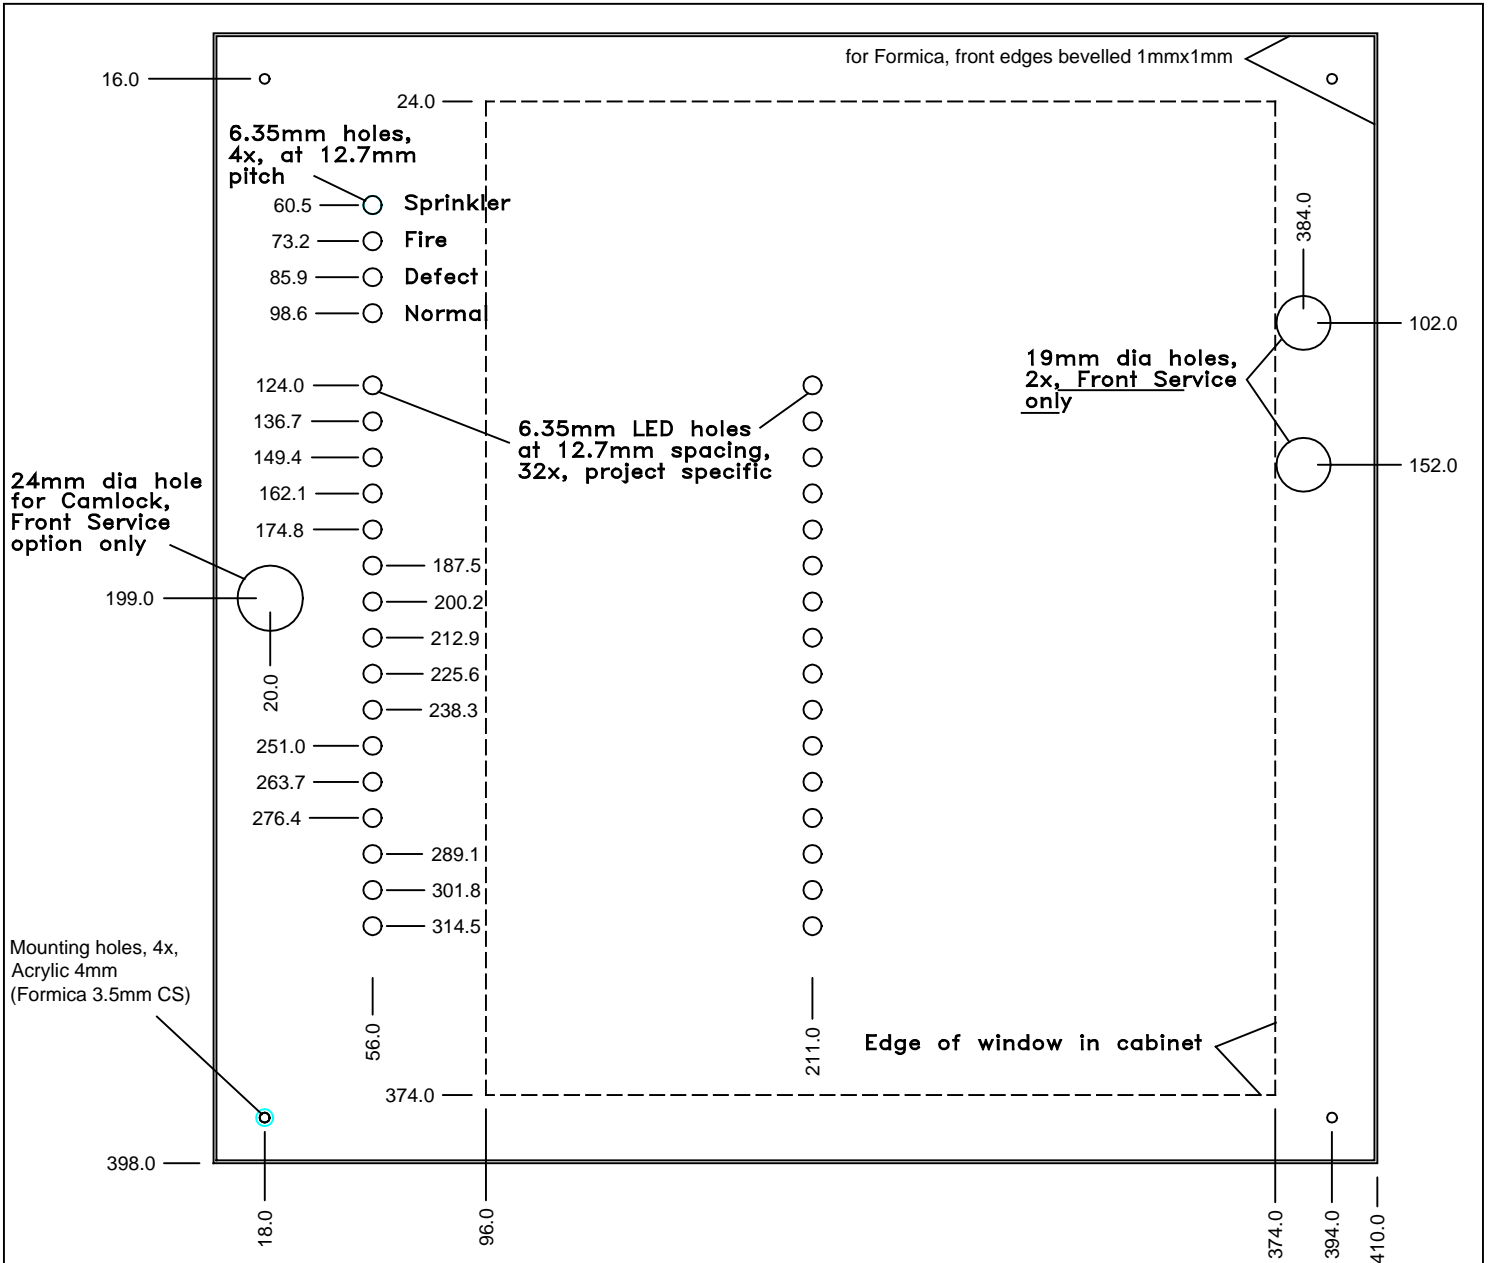 for Formica, front edges bevelled 1mmx1mm
16.0
24.0
6.35mm holes,
4x, at 12.7mm
pitch
60.5
Sprinkler
73.2
Fire
85.9
Defect
98.6
Normal
384.0
102.0
19mm dia holes,
2x, Front Service
only
152.0
124.0
136.7
149.4
162.1
174.8
6.35mm LED holes
at 12.7mm spacing,
32x, project specific
24mm dia hole
for Camlock,
Front Service
option only
199.0
20.0
187.5
200.2
212.9
225.6
238.3
251.0
263.7
276.4
289.1
301.8
314.5
Mounting holes, 4x,
Acrylic 4mm
(Formica 3.5mm CS)
56.0
211.0
Edge of window in cabinet
374.0
398.0
18.0
96.0
374.0
394.0
410.0